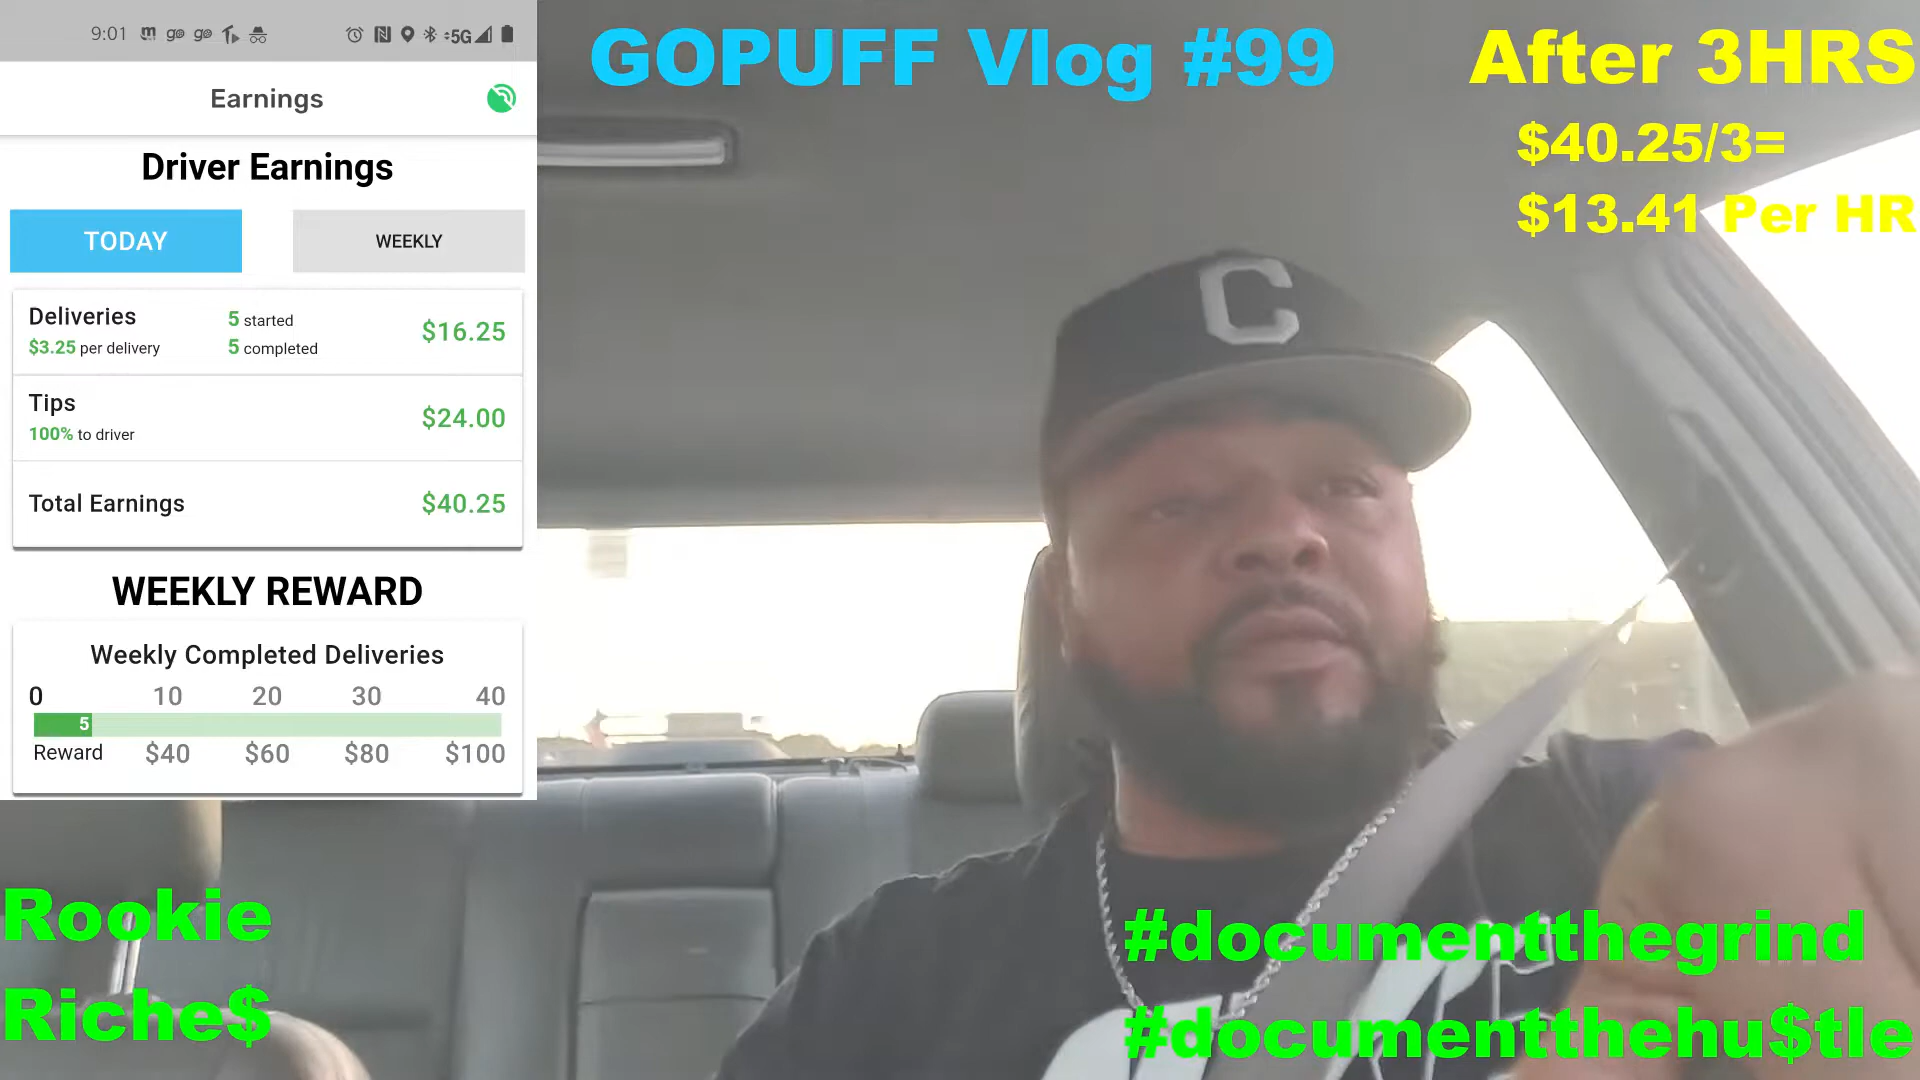 9:01
5G
Earnings
Driver Earnings
TODAY
WEEKLY
Deliveries
5 started
$16.25
$3.25 per delivery
5 completed
Tips
$24.00
100% to driver
Total Earnings
$40.25
WEEKLY REWARD
Weekly Completed Deliveries
0 10 20 30 40
5
Reward $40 $60 $80 $100
GOPUFF Vlog #99
After 3HRS
$40.25/3=
$13.41 Per HR
C
Rookie
Riche$
#documentthegrind
#documentthehu$tle